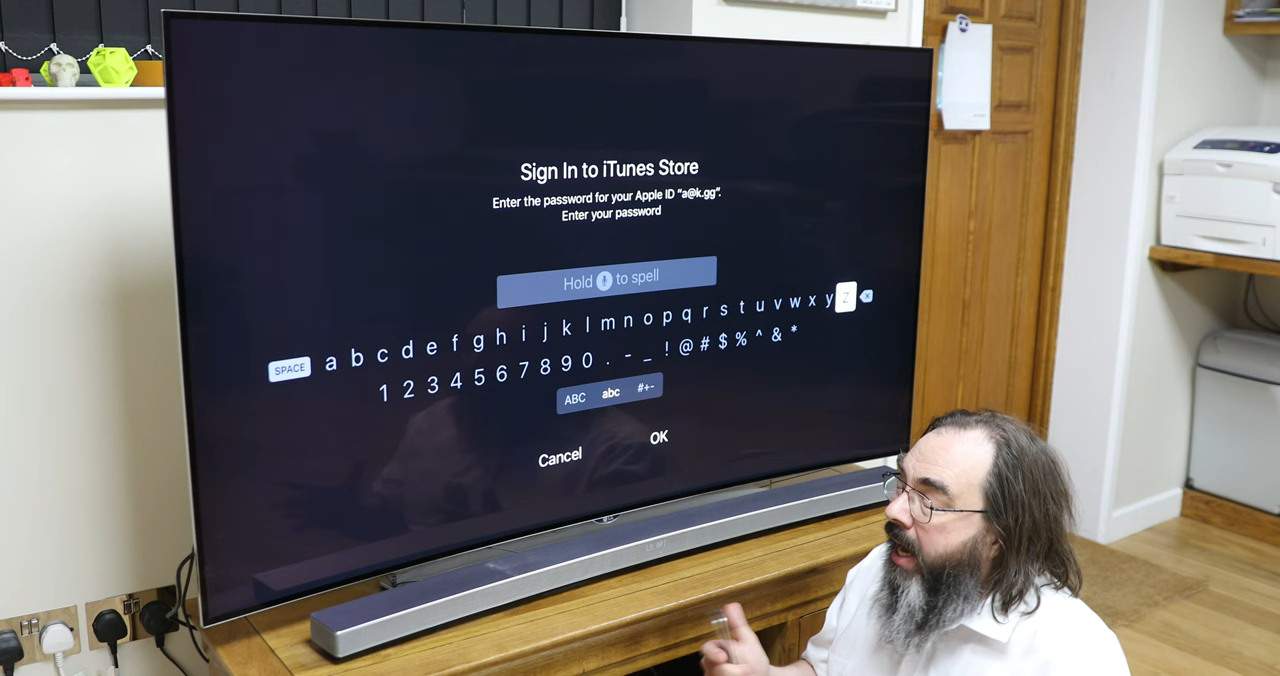 Sign In to iTunes Store
Enter the password for your Apple ID “a@k.gg”.
Enter your password
Hold to spell
SPACE a b c d e f g h i j k l m n o p q r s t u v w x y z
1 2 3 4 5 6 7 8 9 0 . - _ ! @ # $ % ^ & *
ABC abc #+-
Cancel OK
LG